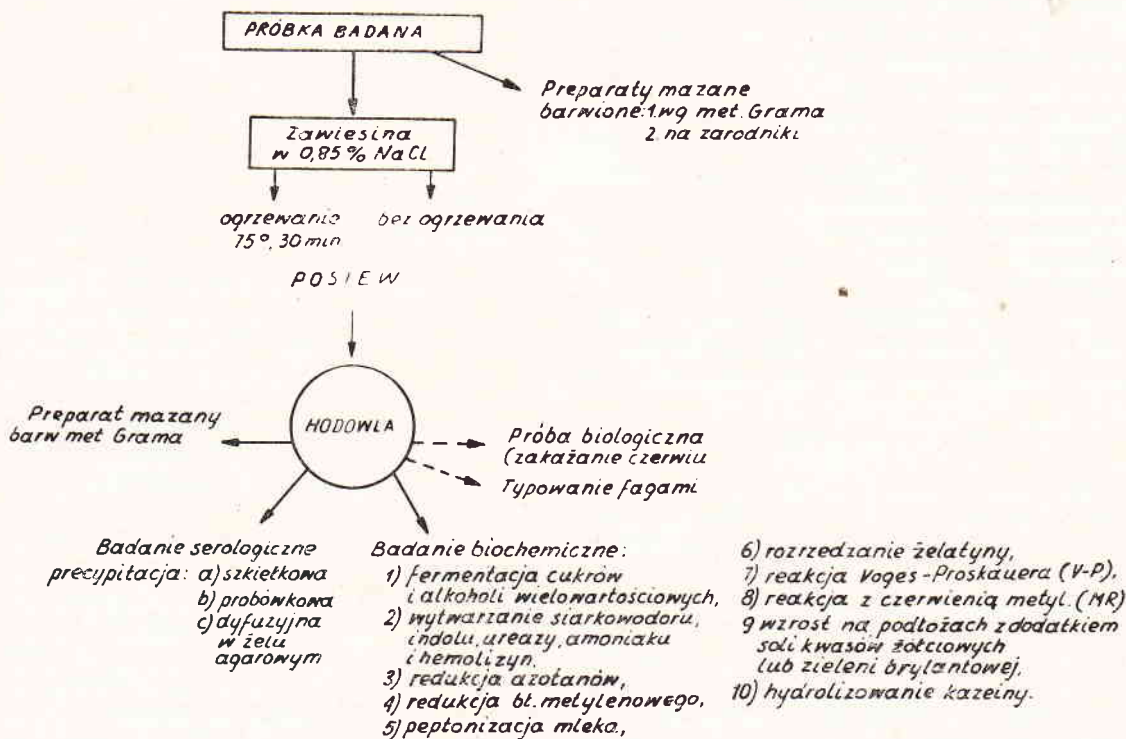 PRÓBKA BADANA
Preparaty mazane
barwione: 1. wg met. Grama
2. na zarodniki
Zawiesina
w 0,85% NaCl
ogrzewanie
75°, 30 min
bez ogrzewania
POSIEW
HODOWLA
Preparat mazany
barw met Grama
Próba biologiczna
(zakażanie czerwiu
Typowanie fagami
Badanie serologiczne
precypitacja: a) szkiełkowa
b) probówkowa
c) dyfuzyjna
w żelu
agarowym
Badanie biochemiczne:
1) fermentacja cukrów
i alkoholi wielowartościowych,
2) wytwarzanie siarkowodoru,
indolu, ureazy, amoniaku
i hemolizyn,
3) redukcja azotanów,
4) redukcja bł. metylenowego,
5) peptonizacja mleka.,
6) rozrzedzanie żelatyny,
7) reakcja Voges-Proskauera (V-P),
8) reakcja z czerwienią metyl. (MR)
9 wzrost na podłożach z dodatkiem
soli kwasów żółciowych
lub zieleni brylantowej,
10) hydrolizowanie kazeiny.